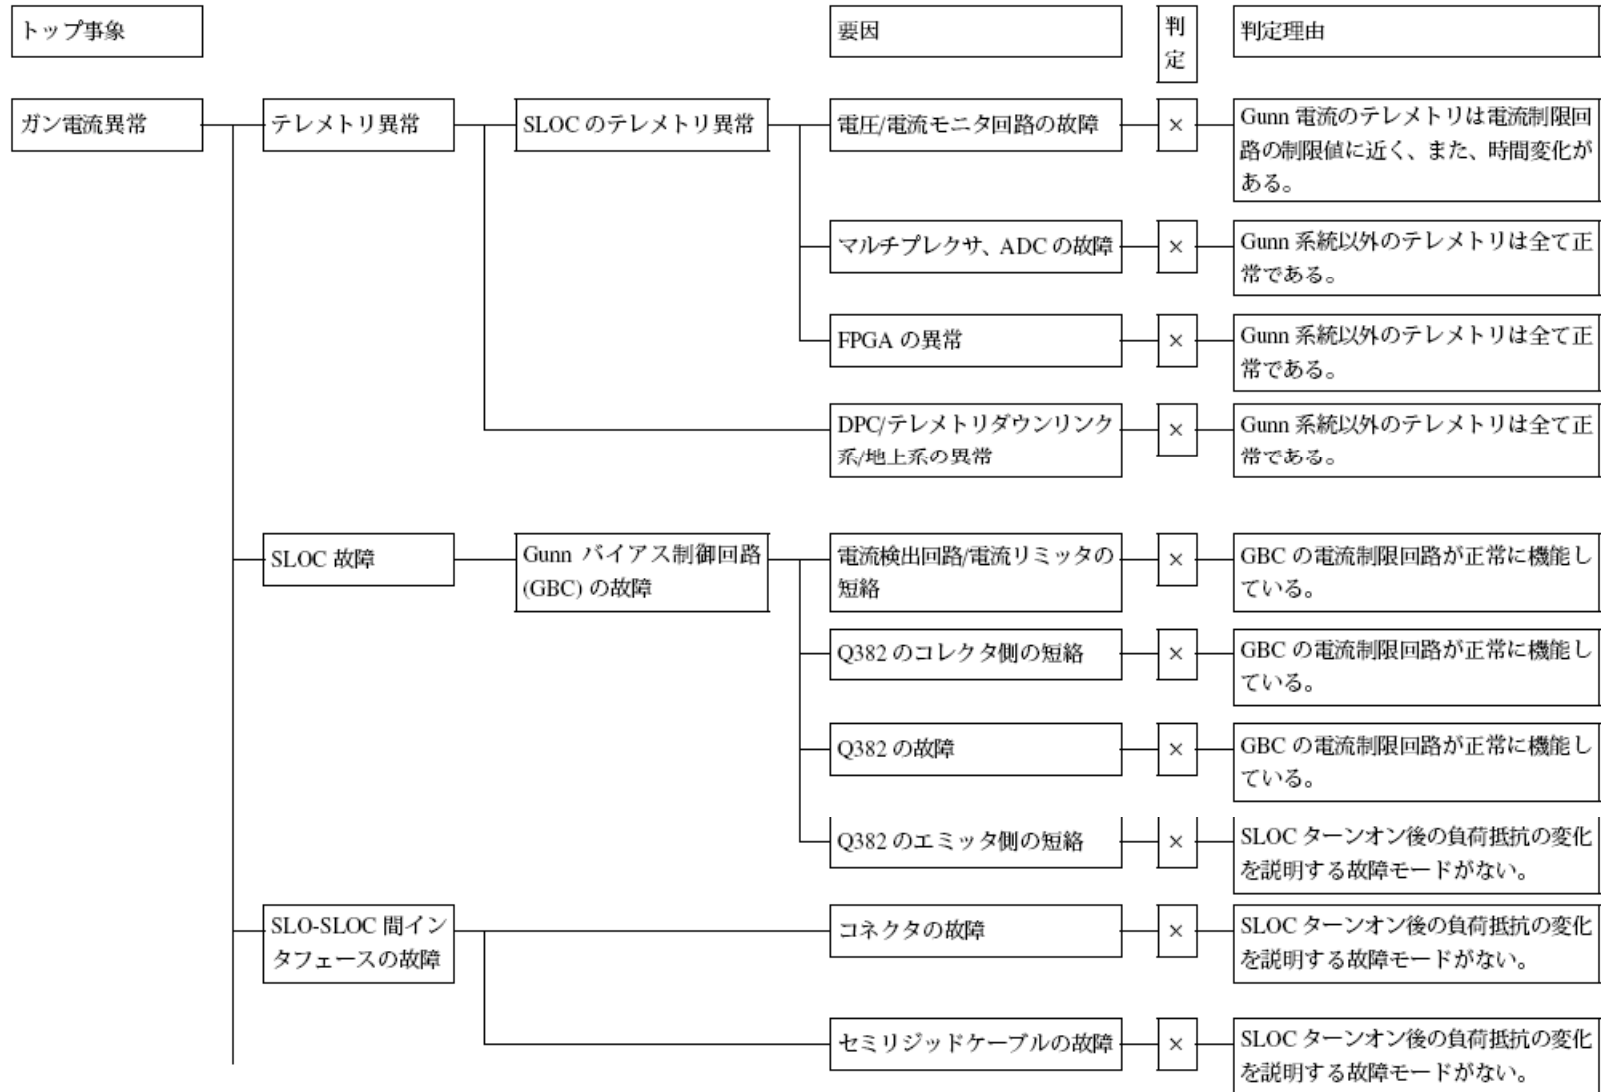 トップ事象
要因
判
定
判定理由
ガン電流異常
テレメトリ異常
SLOC のテレメトリ異常
電圧/電流モニタ回路の故障
×
Gunn 電流のテレメトリは電流制限回
路の制限値に近く、また、時間変化が
ある。
マルチプレクサ、ADC の故障
×
Gunn 系統以外のテレメトリは全て正
常である。
FPGA の異常
×
Gunn 系統以外のテレメトリは全て正
常である。
DPC/テレメトリダウンリンク
系/地上系の異常
×
Gunn 系統以外のテレメトリは全て正
常である。
SLOC 故障
Gunn バイアス制御回路
(GBC) の故障
電流検出回路/電流リミッタの
短絡
×
GBC の電流制限回路が正常に機能し
ている。
Q382 のコレクタ側の短絡
×
GBC の電流制限回路が正常に機能し
ている。
Q382 の故障
×
GBC の電流制限回路が正常に機能し
ている。
Q382 のエミッタ側の短絡
×
SLOC ターンオン後の負荷抵抗の変化
を説明する故障モードがない。
SLO-SLOC 間イン
タフェースの故障
コネクタの故障
×
SLOC ターンオン後の負荷抵抗の変化
を説明する故障モードがない。
セミリジッドケーブルの故障
×
SLOC ターンオン後の負荷抵抗の変化
を説明する故障モードがない。